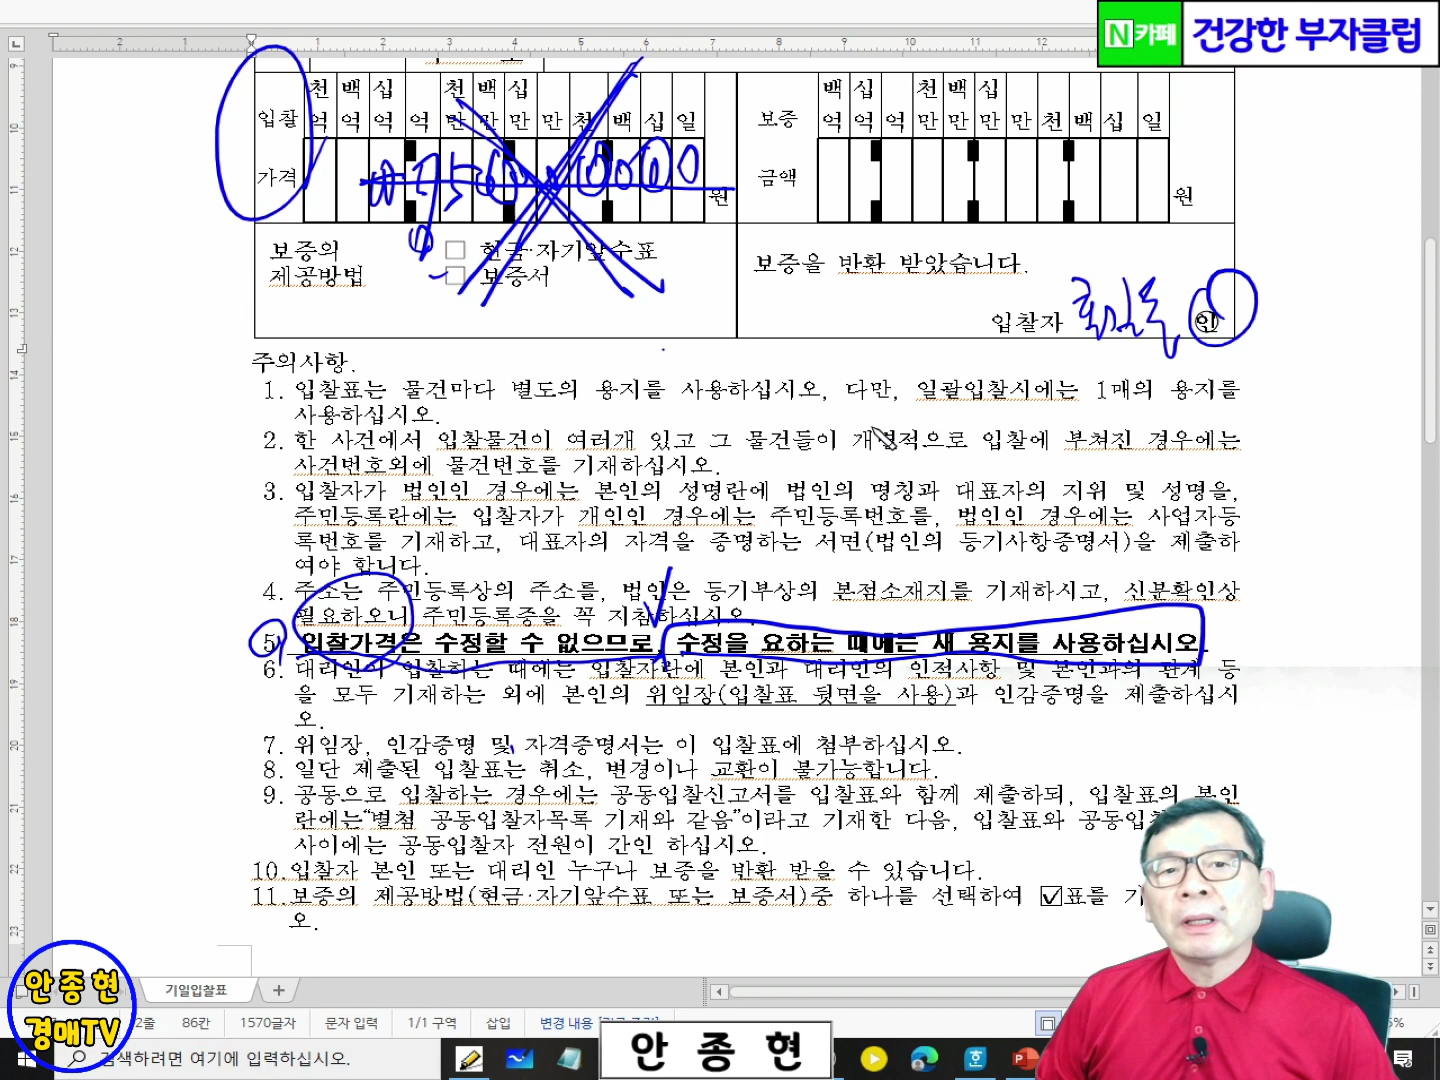 N카페 건강한 부자클럽
입찰 가격
천억 백억 십억 억 천만 백만 십만 만 천 백 십 일
원
보증 금액
백억 십억 억 천만 백만 십만 만 천 백 십 일
원
보증의 제공방법
□ 현금·자기앞수표
□ 보증서
보증을 반환 받았습니다.
입찰자 홍길동 인
주의사항.
1. 입찰표는 물건마다 별도의 용지를 사용하십시오, 다만, 일괄입찰시에는 1매의 용지를
사용하십시오.
2. 한 사건에서 입찰물건이 여러개 있고 그 물건들이 개별적으로 입찰에 부쳐진 경우에는
사건번호외에 물건번호를 기재하십시오.
3. 입찰자가 법인인 경우에는 본인의 성명란에 법인의 명칭과 대표자의 지위 및 성명을,
주민등록란에는 입찰자가 개인인 경우에는 주민등록번호를, 법인인 경우에는 사업자등
록번호를 기재하고, 대표자의 자격을 증명하는 서면(법인의 등기사항증명서)을 제출하
여야 합니다.
4. 주소는 주민등록상의 주소를, 법인은 등기부상의 본점소재지를 기재하시고, 신분확인상
필요하오니 주민등록증을 꼭 지참하십시오.
5. 입찰가격은 수정할 수 없으므로, 수정을 요하는 때에는 새 용지를 사용하십시오.
6. 대리인이 입찰하는 때에는 입찰자란에 본인과 대리인의 인적사항 및 본인과의 관계 등
을 모두 기재하는 외에 본인의 위임장(입찰표 뒷면을 사용)과 인감증명을 제출하십시
오.
7. 위임장, 인감증명 및 자격증명서는 이 입찰표에 첨부하십시오.
8. 일단 제출된 입찰표는 취소, 변경이나 교환이 불가능합니다.
9. 공동으로 입찰하는 경우에는 공동입찰신고서를 입찰표와 함께 제출하되, 입찰표의 본인
란에는"별첨 공동입찰자목록 기재와 같음"이라고 기재한 다음, 입찰표와 공동입찰
사이에는 공동입찰자 전원이 간인 하십시오.
10.입찰자 본인 또는 대리인 누구나 보증을 반환 받을 수 있습니다.
11.보증의 제공방법(현금·자기앞수표 또는 보증서)중 하나를 선택하여 ☑표를 기
오.
안종현
경매TV
기일입찰표 +
2줄 86칸 1570글자 문자 입력 1/1 구역 삽입
검색하려면 여기에 입력하십시오.
안 종 현